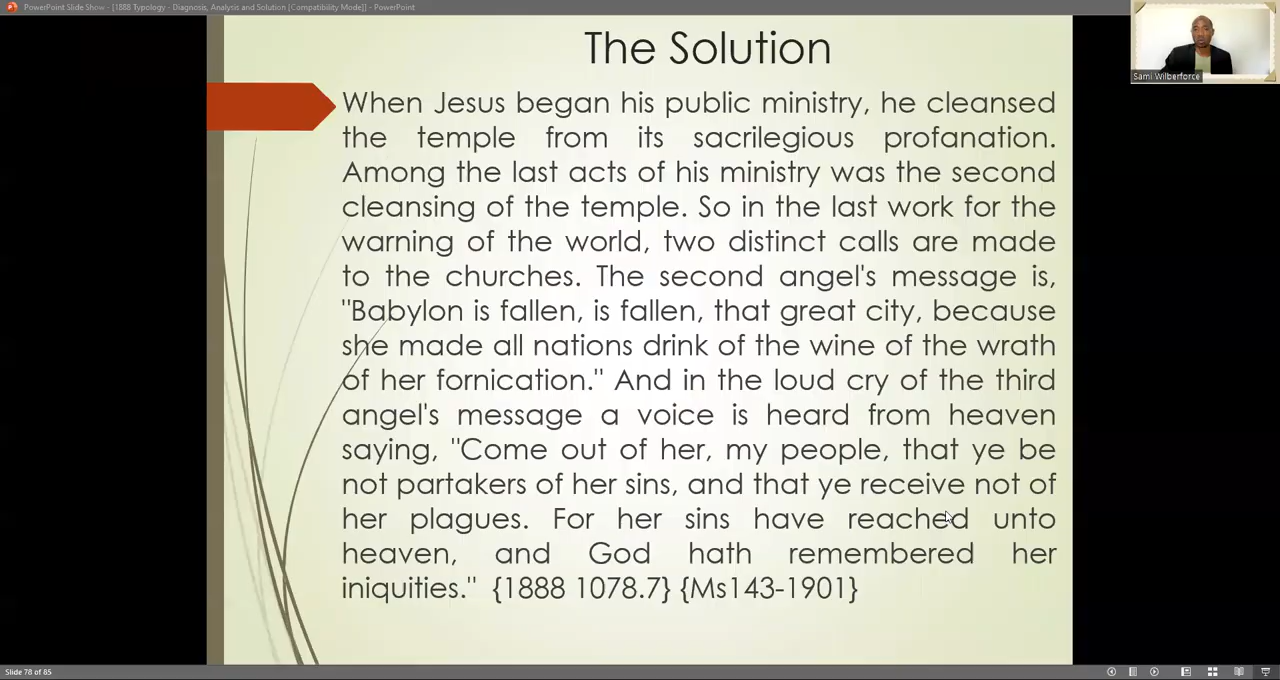 PowerPoint Slide Show - [1888 Typology - Diagnosis, Analysis and Solution [Compatibility Mode]] - PowerPoint
Sami Wilberforce
The Solution
When Jesus began his public ministry, he cleansed
the temple from its sacrilegious profanation.
Among the last acts of his ministry was the second
cleansing of the temple. So in the last work for the
warning of the world, two distinct calls are made
to the churches. The second angel's message is,
"Babylon is fallen, is fallen, that great city, because
she made all nations drink of the wine of the wrath
of her fornication." And in the loud cry of the third
angel's message a voice is heard from heaven
saying, "Come out of her, my people, that ye be
not partakers of her sins, and that ye receive not of
her plagues. For her sins have reached unto
heaven, and God hath remembered her
iniquities." {1888 1078.7} {Ms143-1901}
Slide 78 of 85